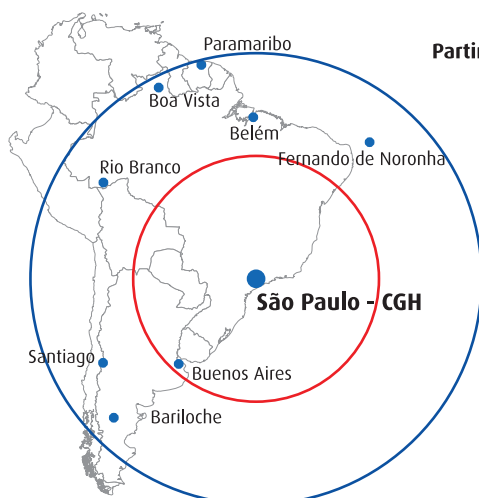 Paramaribo
Boa Vista
Belém
Fernando de Noronha
Rio Branco
São Paulo - CGH
Santiago
Buenos Aires
Bariloche